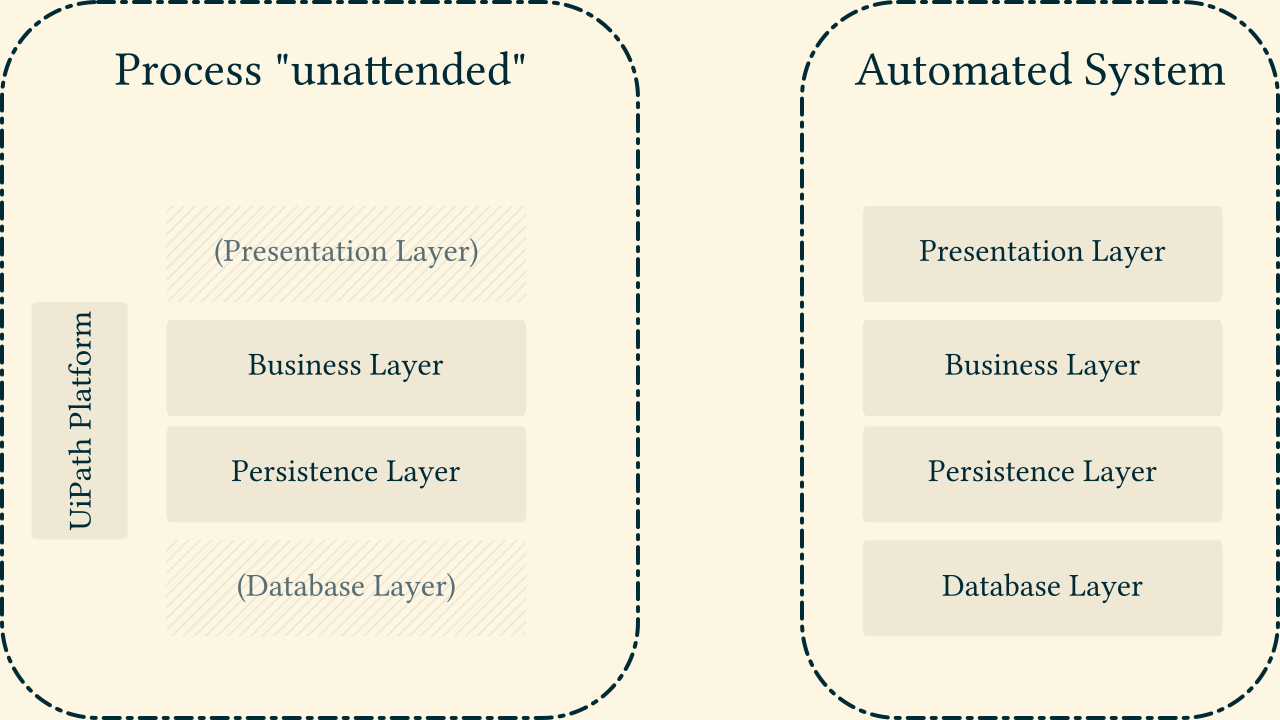 Process "unattended"
(Presentation Layer)
Business Layer
Persistence Layer
(Database Layer)
UiPath Platform
Automated System
Presentation Layer
Business Layer
Persistence Layer
Database Layer